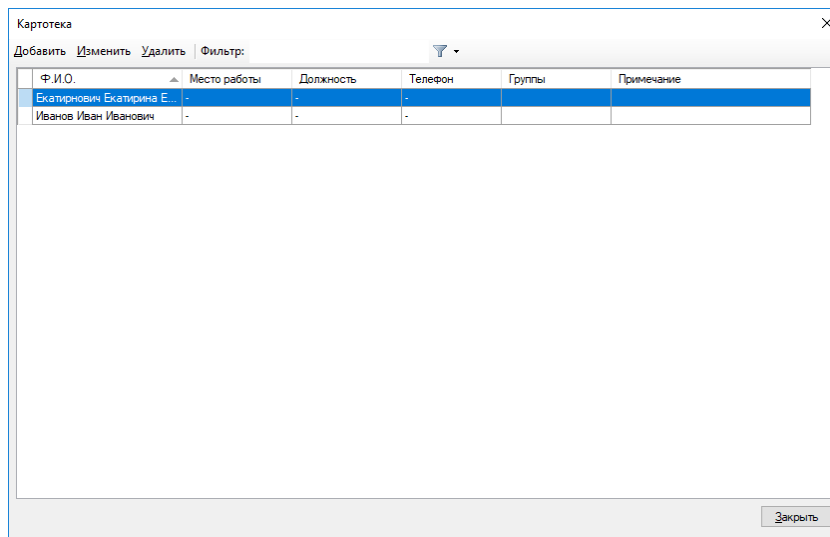 Картотека
Добавить Изменить Удалить Фильтр:
Ф.И.О. Место работы Должность Телефон Группы Примечание
Екатирнович Екатирина Е... - - -
Иванов Иван Иванович - - -
Закрыть